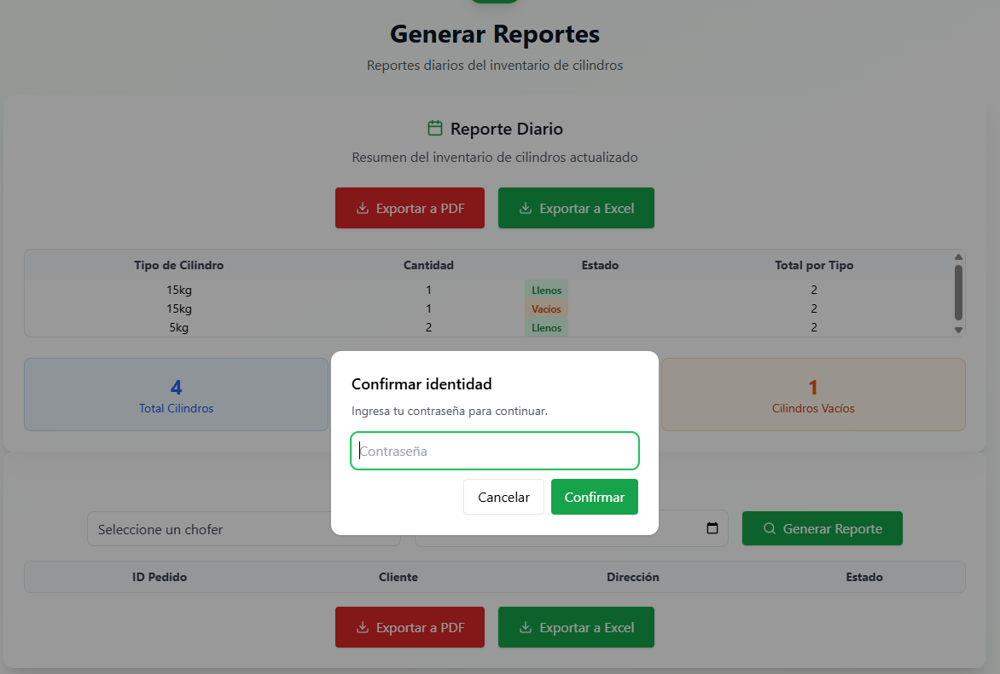 Generar Reportes
Reportes diarios del inventario de cilindros
Reporte Diario
Resumen del inventario de cilindros actualizado
Exportar a PDF Exportar a Excel
Tipo de Cilindro Cantidad Estado Total por Tipo
15kg 1 Llenos 2
15kg 1 Vacíos 2
5kg 2 Llenos 2
4
Total Cilindros
1
Cilindros Vacíos
Confirmar identidad
Ingresa tu contraseña para continuar.
Contraseña
Cancelar Confirmar
Seleccione un chofer
Generar Reporte
ID Pedido Cliente Dirección Estado
Exportar a PDF Exportar a Excel